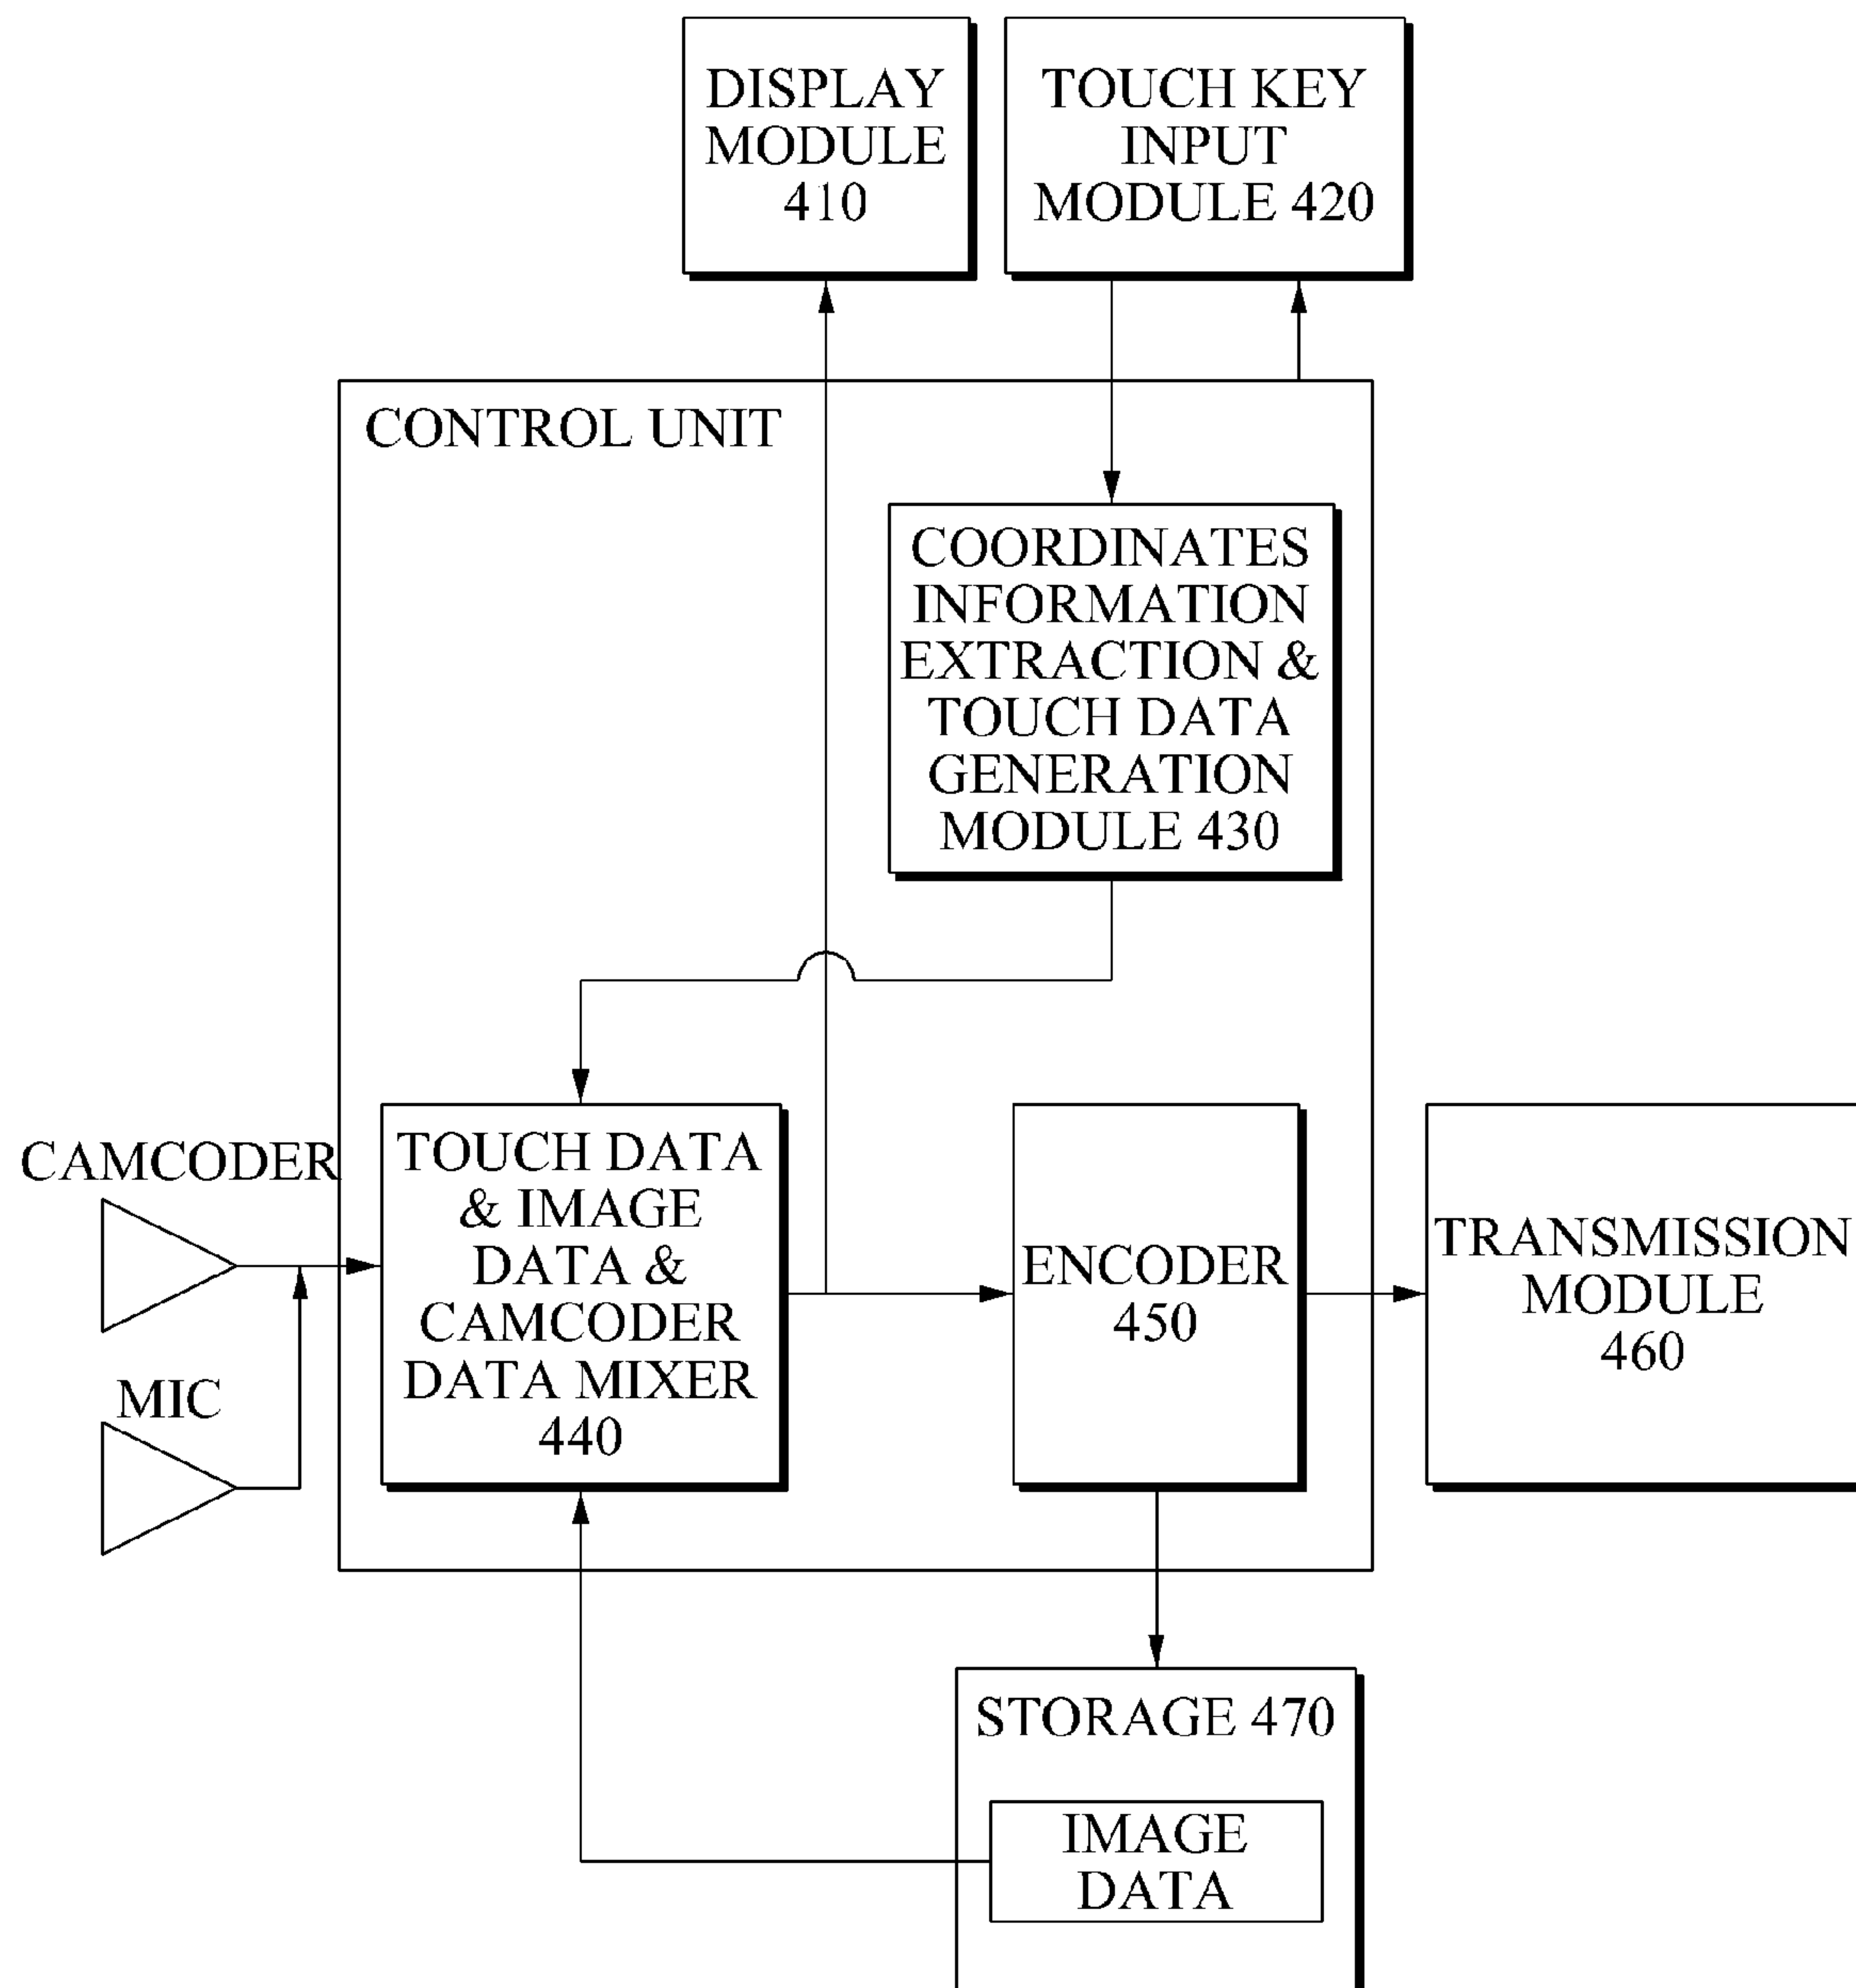 DISPLAY
MODULE
410
TOUCH KEY
INPUT
MODULE 420
CONTROL UNIT
COORDINATES
INFORMATION
EXTRACTION &
TOUCH DATA
GENERATION
MODULE 430
CAMCODER
MIC
TOUCH DATA
& IMAGE
DATA &
CAMCODER
DATA MIXER
440
ENCODER
450
TRANSMISSION
MODULE
460
STORAGE 470
IMAGE
DATA